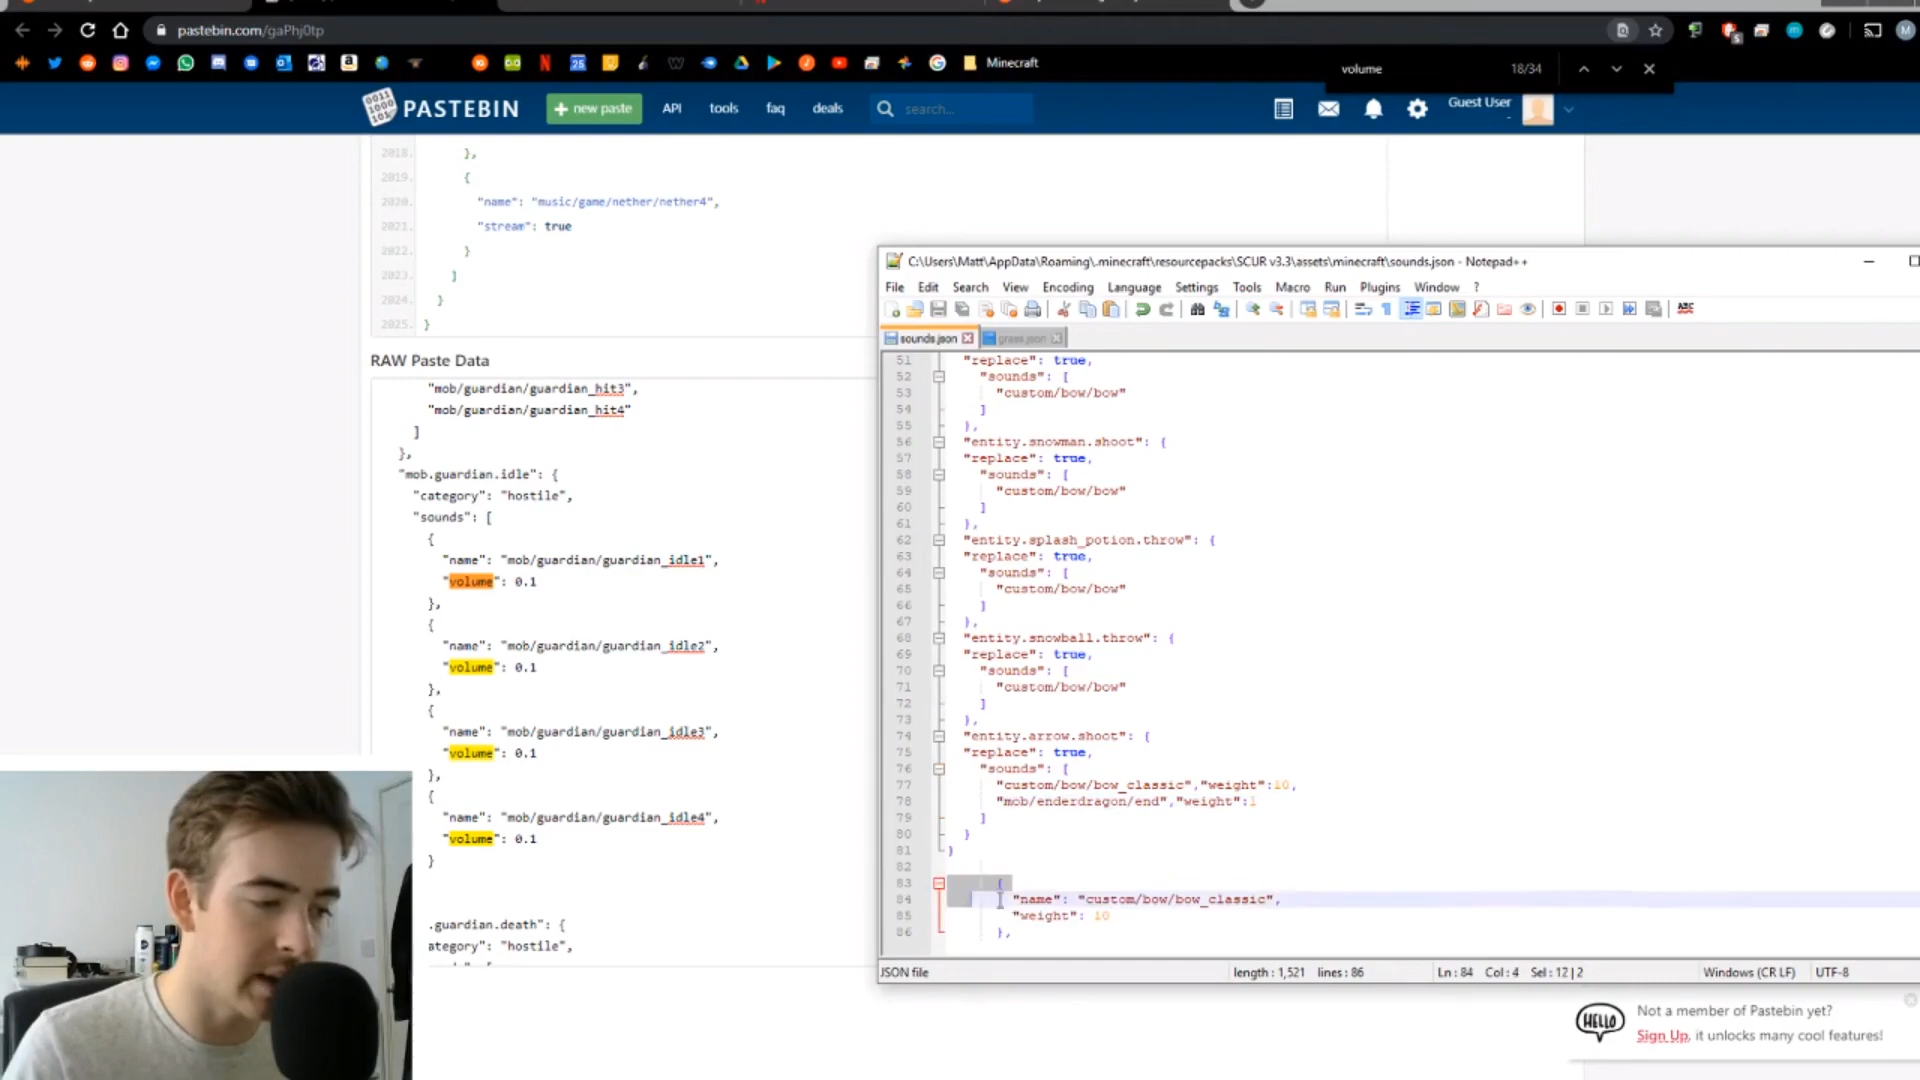 pastebin.com/gaPhj0tp
Minecraft
volume
18/34
PASTEBIN
new paste
API
tools
faq
deals
search...
Guest User
2018.
},
2019.
{
2020.
"name": "music/game/nether/nether4",
2021.
"stream": true
2022.
}
2023.
]
2024.
}
2025.
}
RAW Paste Data
"mob/guardian/guardian_hit3",
"mob/guardian/guardian_hit4"
]
},
"mob.guardian.idle": {
"category": "hostile",
"sounds": [
{
"name": "mob/guardian/guardian_idle1",
"volume": 0.1
},
{
"name": "mob/guardian/guardian_idle2",
"volume": 0.1
},
{
"name": "mob/guardian/guardian_idle3",
"volume": 0.1
},
{
"name": "mob/guardian/guardian_idle4",
"volume": 0.1
}
.guardian.death": {
ategory": "hostile",
C:\Users\Matt\AppData\Roaming\.minecraft\resourcepacks\SCUR v3.3\assets\minecraft\sounds.json - Notepad++
File Edit Search View Encoding Language Settings Tools Macro Run Plugins Window ?
sounds.json
grass.json
51 "replace": true,
52 "sounds": [
53 "custom/bow/bow"
54 ]
55 },
56 "entity.snowman.shoot": {
57 "replace": true,
58 "sounds": [
59 "custom/bow/bow"
60 ]
61 },
62 "entity.splash_potion.throw": {
63 "replace": true,
64 "sounds": [
65 "custom/bow/bow"
66 ]
67 },
68 "entity.snowball.throw": {
69 "replace": true,
70 "sounds": [
71 "custom/bow/bow"
72 ]
73 },
74 "entity.arrow.shoot": {
75 "replace": true,
76 "sounds": [
77 "custom/bow/bow_classic","weight":10,
78 "mob/enderdragon/end","weight":1
79 ]
80 }
81 }
82
83 {
84 "name": "custom/bow/bow_classic",
85 "weight": 10
86 },
JSON file
length : 1,521 lines : 86
Ln : 84 Col : 4 Sel : 12 | 2
Windows (CR LF)
UTF-8
HELLO
Not a member of Pastebin yet?
Sign Up, it unlocks many cool features!